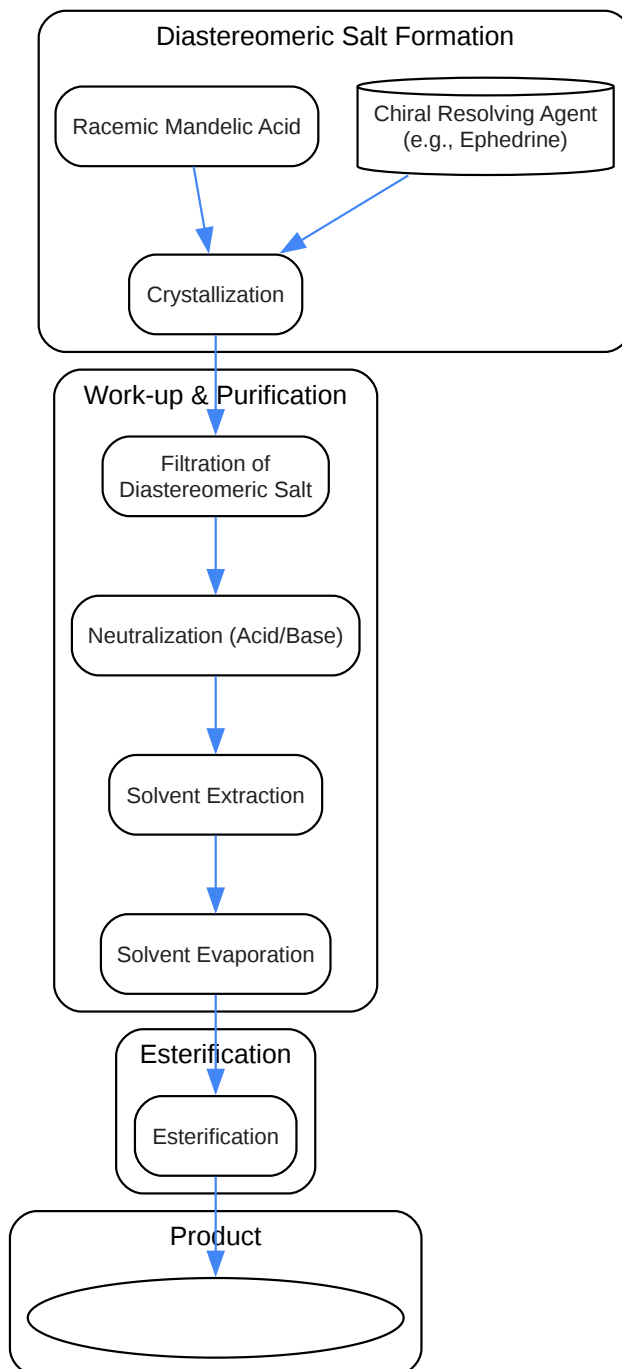 Diastereomeric Salt Formation
Racemic Mandelic Acid
Chiral Resolving Agent
(e.g., Ephedrine)
Crystallization
Work-up & Purification
Filtration of
Diastereomeric Salt
Neutralization (Acid/Base)
Solvent Extraction
Solvent Evaporation
Esterification
Esterification
Product